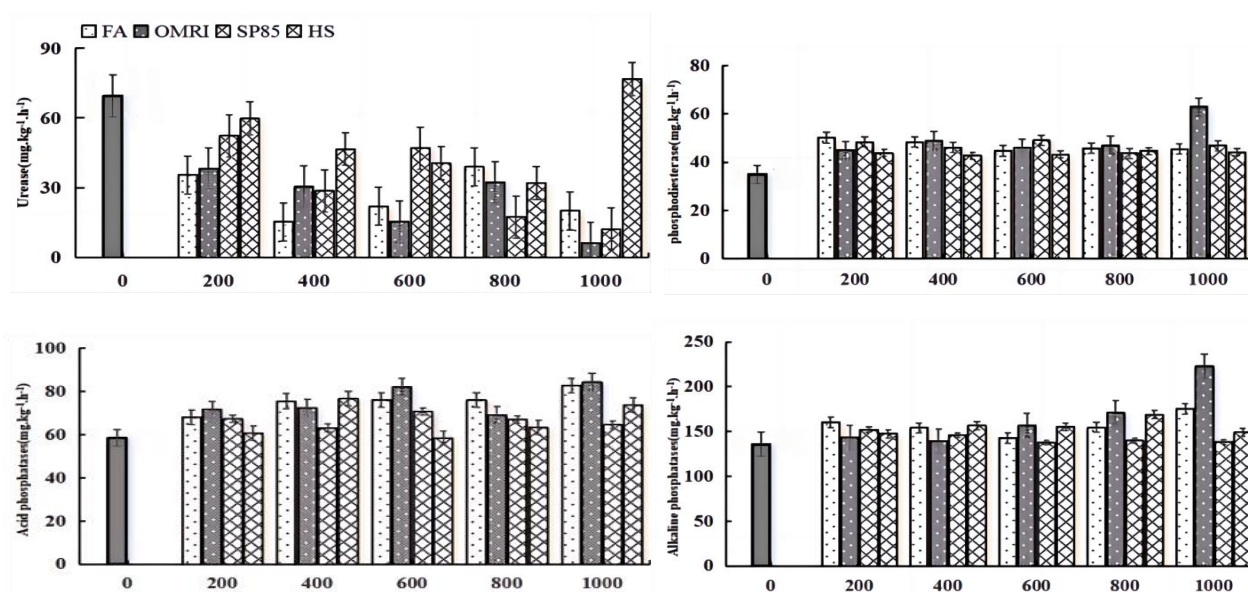 FA OMRI SP85 HS
90
60
30
0
Urease(mg.kg-1.h-1)
0 200 400 600 800 1000
80
60
40
20
0
phosphodiesterase(mg.kg-1.h-1)
0 200 400 600 800 1000
100
80
60
40
20
0
Acid phosphatases(mg.kg-1.h-1)
0 200 400 600 800 1000
250
200
150
100
50
0
Alkaline phosphatases(mg.kg-1.h-1)
0 200 400 600 800 1000